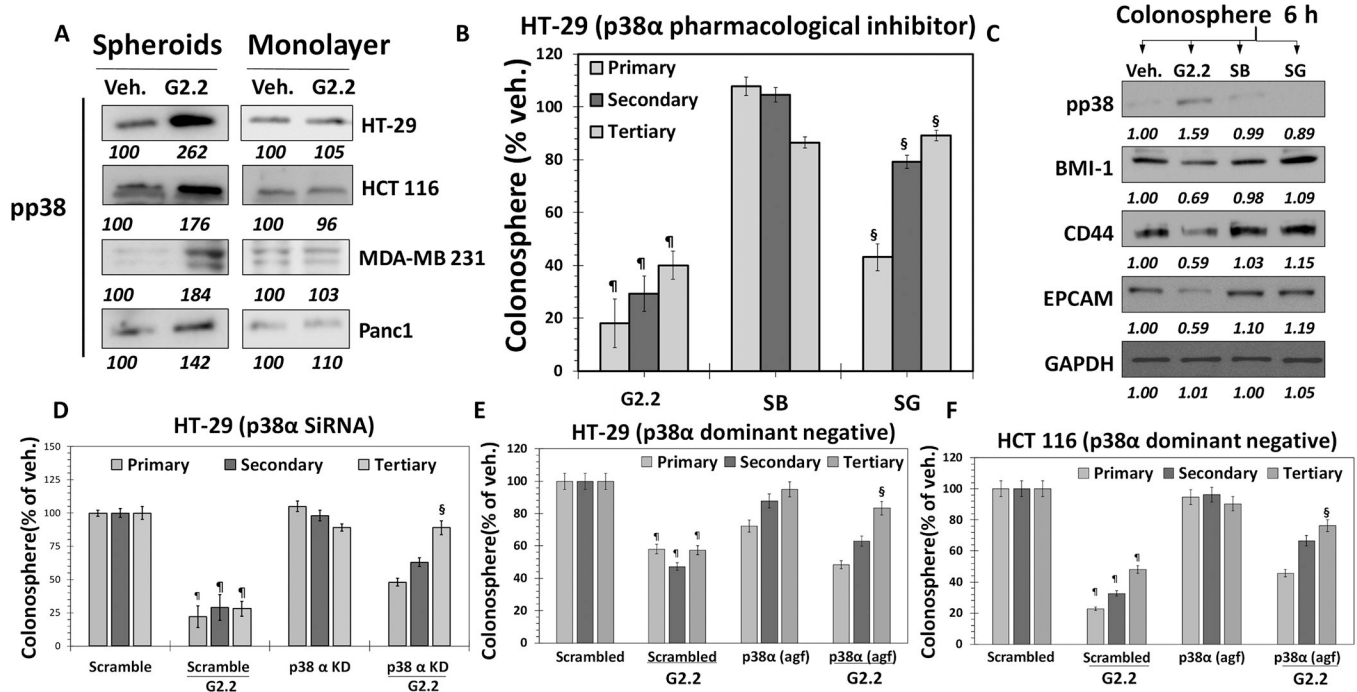 A
Spheroids Monolayer
Veh. G2.2 Veh. G2.2
pp38
HT-29
100 262 100 105
HCT 116
100 176 100 96
MDA-MB 231
100 184 100 103
Panc1
100 142 100 110
B
HT-29 (p38α pharmacological inhibitor)
Colonosphere (% veh.)
120
100
80
60
40
20
0
Primary
Secondary
Tertiary
¶ ¶ ¶
§ § §
G2.2 SB SG
C
Colonosphere 6 h
Veh. G2.2 SB SG
pp38
1.00 1.59 0.99 0.89
BMI-1
1.00 0.69 0.98 1.09
CD44
1.00 0.59 1.03 1.15
EPCAM
1.00 0.59 1.10 1.19
GAPDH
1.00 1.01 1.00 1.05
D
HT-29 (p38α SiRNA)
Colonosphere(% of veh.)
150
125
100
75
50
25
0
Primary Secondary Tertiary
¶ ¶ ¶
§
Scramble Scramble p38 α KD p38 α KD
G2.2 G2.2
E
HT-29 (p38α dominant negative)
Colonosphere(% of veh.)
120
100
80
60
40
20
0
Primary Secondary Tertiary
¶ ¶ ¶
§
Scrambled Scrambled p38α (agf) p38α (agf)
G2.2 G2.2
F
HCT 116 (p38α dominant negative)
Colonosphere(% of veh.)
120
100
80
60
40
20
0
Primary Secondary Tertiary
¶ ¶ ¶
§
Scrambled Scrambled p38α (agf) p38α (agf)
G2.2 G2.2